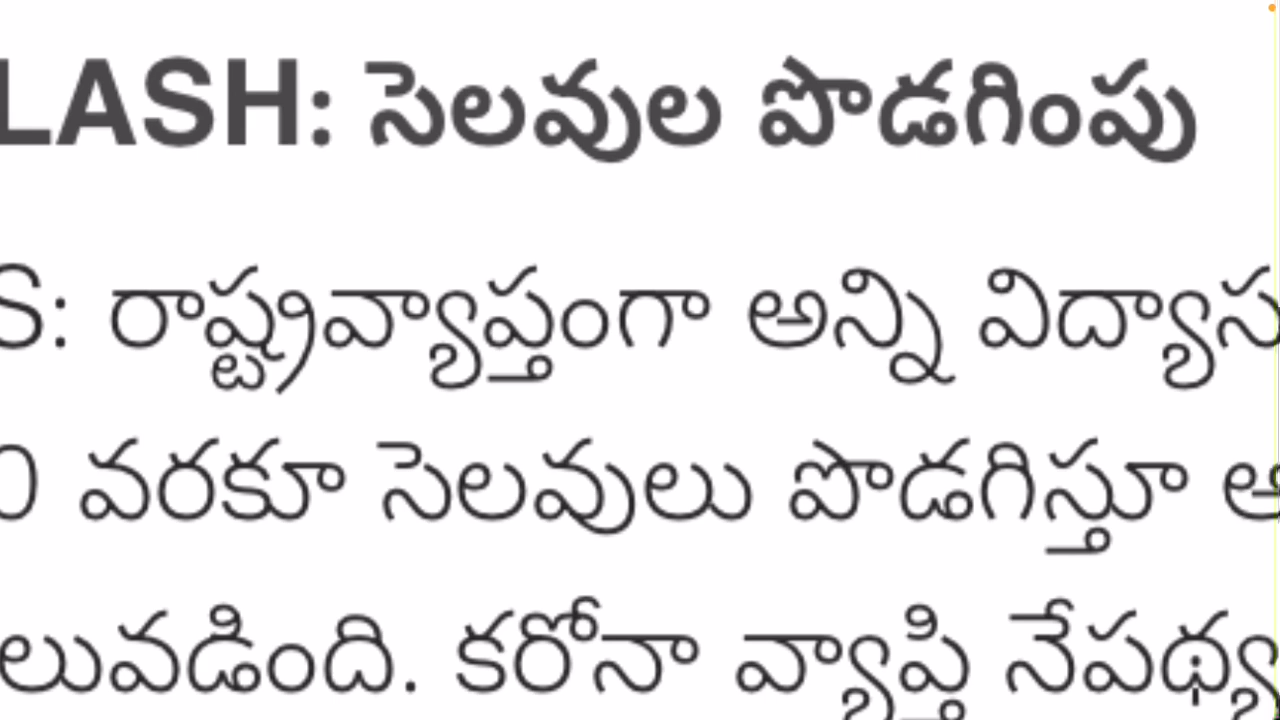 LASH: సెలవుల పొడగింపు
S: రాష్ట్రవ్యాప్తంగా అన్ని విద్యాస
0 వరకూ సెలవులు పొడగిస్తూ ఆ
లువడింది. కరోనా వ్యాప్తి నేపథ్య